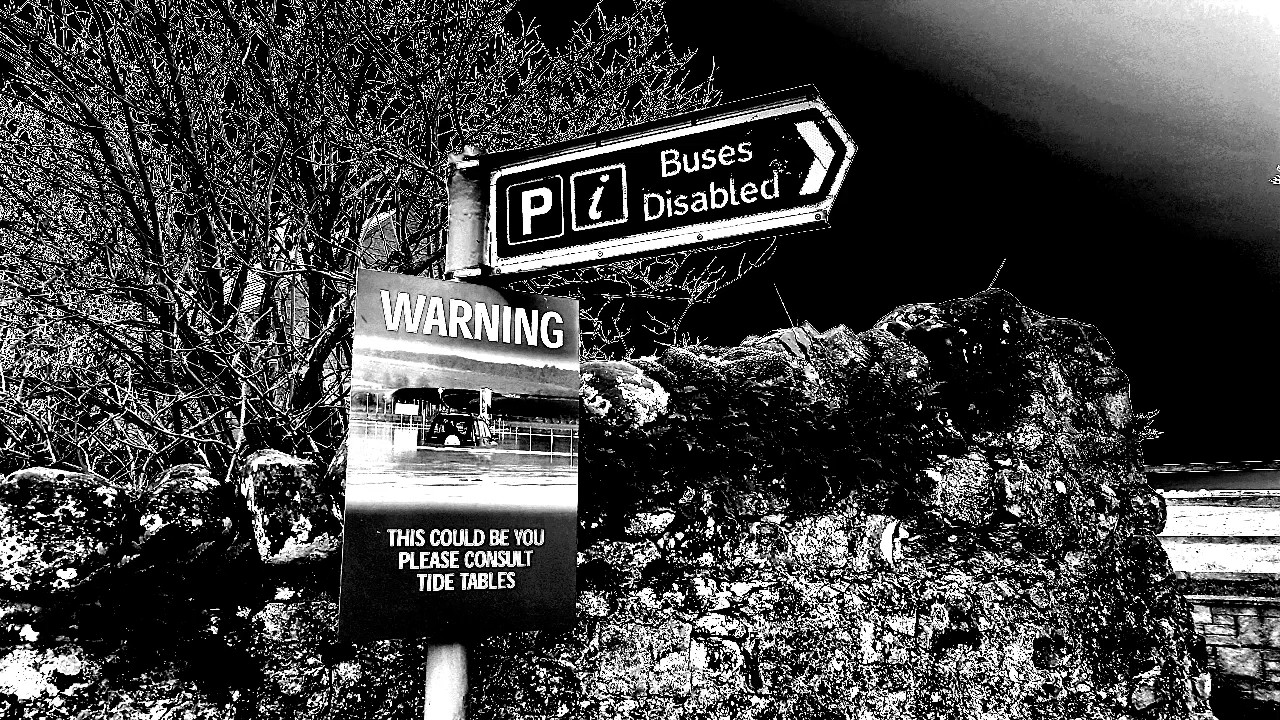 P i Buses
Disabled
WARNING
THIS COULD BE YOU
PLEASE CONSULT
TIDE TABLES